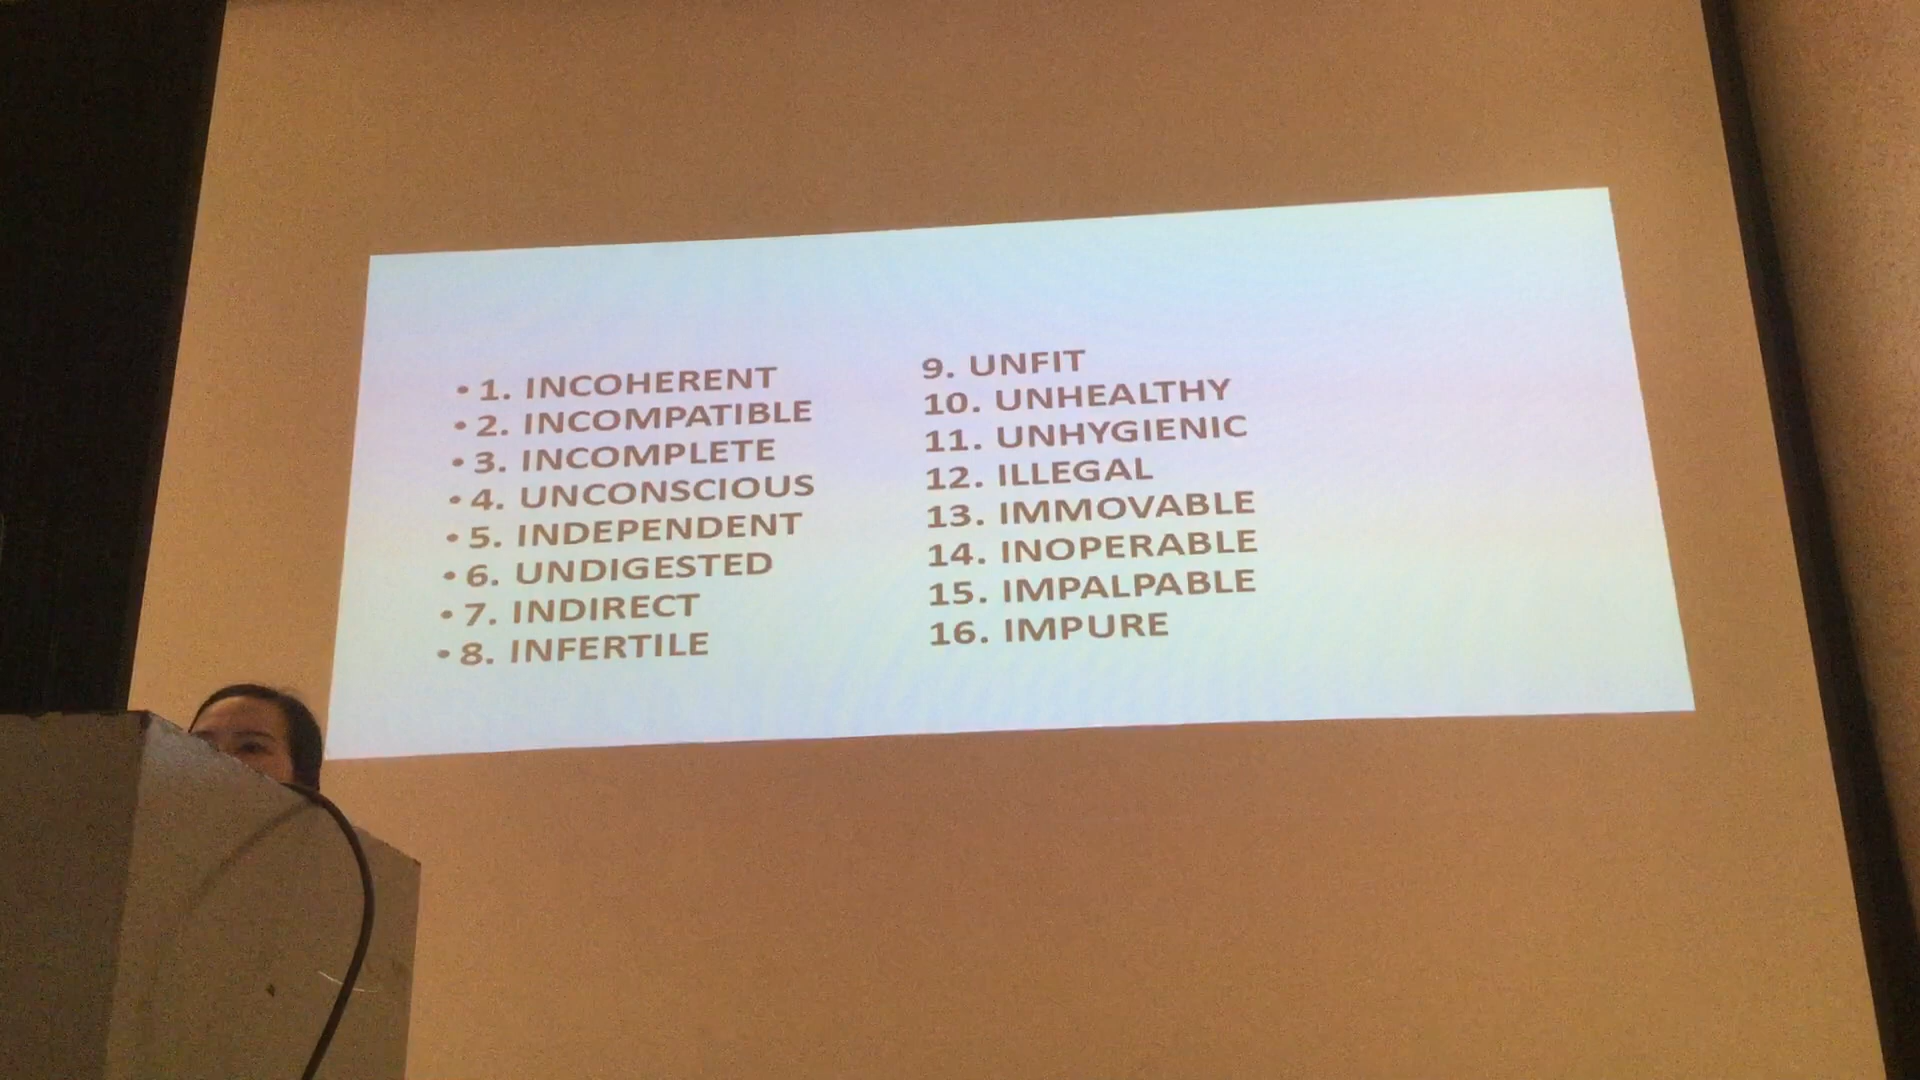 • 1. INCOHERENT
• 2. INCOMPATIBLE
• 3. INCOMPLETE
• 4. UNCONSCIOUS
• 5. INDEPENDENT
• 6. UNDIGESTED
• 7. INDIRECT
• 8. INFERTILE
9. UNFIT
10. UNHEALTHY
11. UNHYGIENIC
12. ILLEGAL
13. IMMOVABLE
14. INOPERABLE
15. IMPALPABLE
16. IMPURE